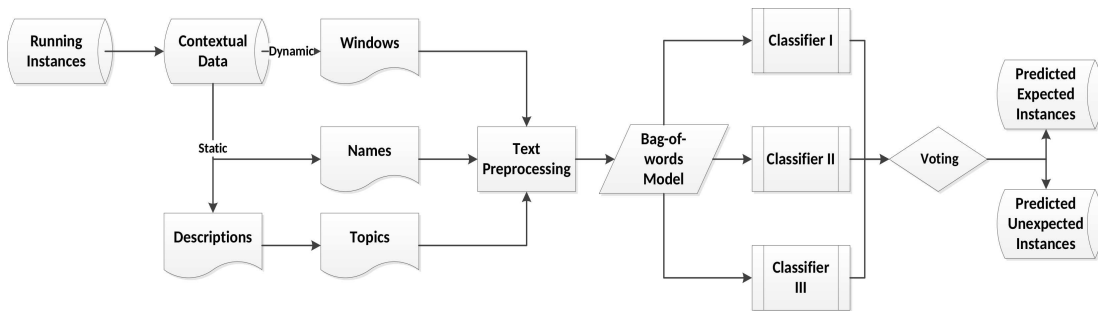 Running
Instances
Contextual
Data
Dynamic
Windows
Static
Names
Descriptions
Topics
Text
Preprocessing
Bag-of-
words
Model
Classifier I
Classifier II
Classifier
III
Voting
Predicted
Expected
Instances
Predicted
Unexpected
Instances